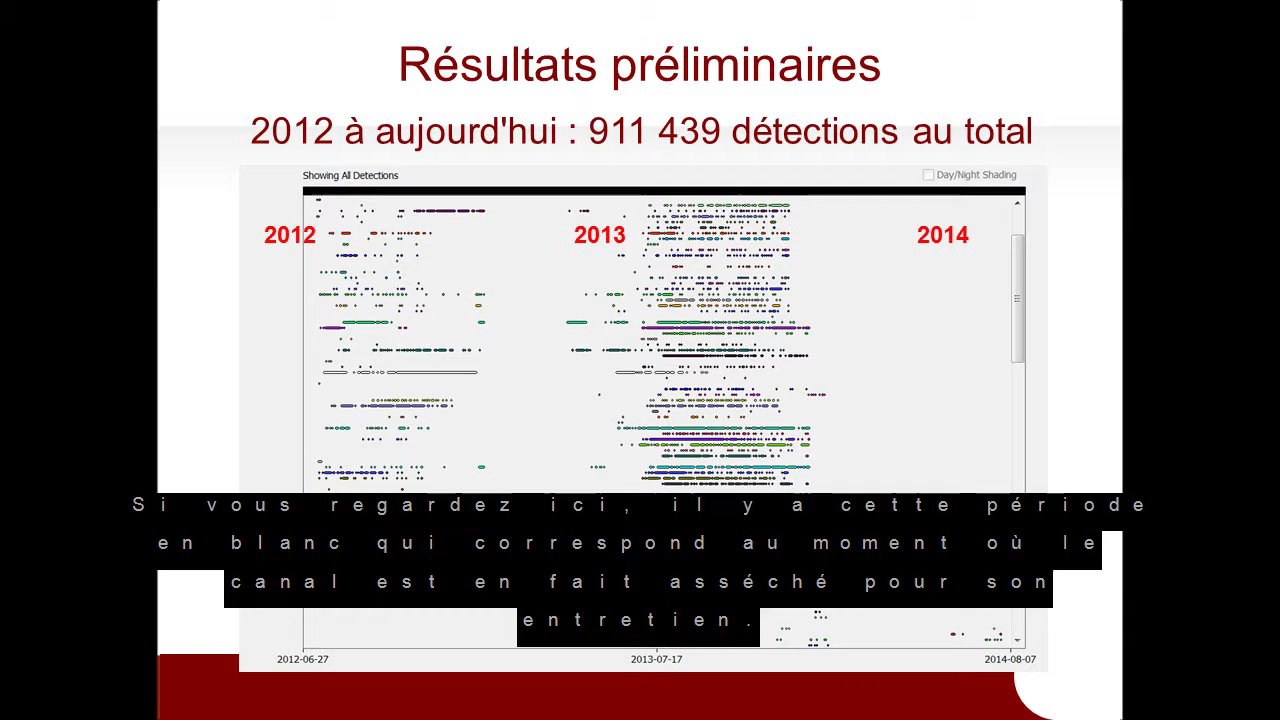 Résultats préliminaires
2012 à aujourd'hui : 911 439 détections au total
Showing All Detections
Day/Night Shading
2012
2013
2014
Si vous regardez ici, il y a cette période
en blanc qui correspond au moment où le
canal est en fait asséché pour son
entretien.
2012-06-27
2013-07-17
2014-08-07